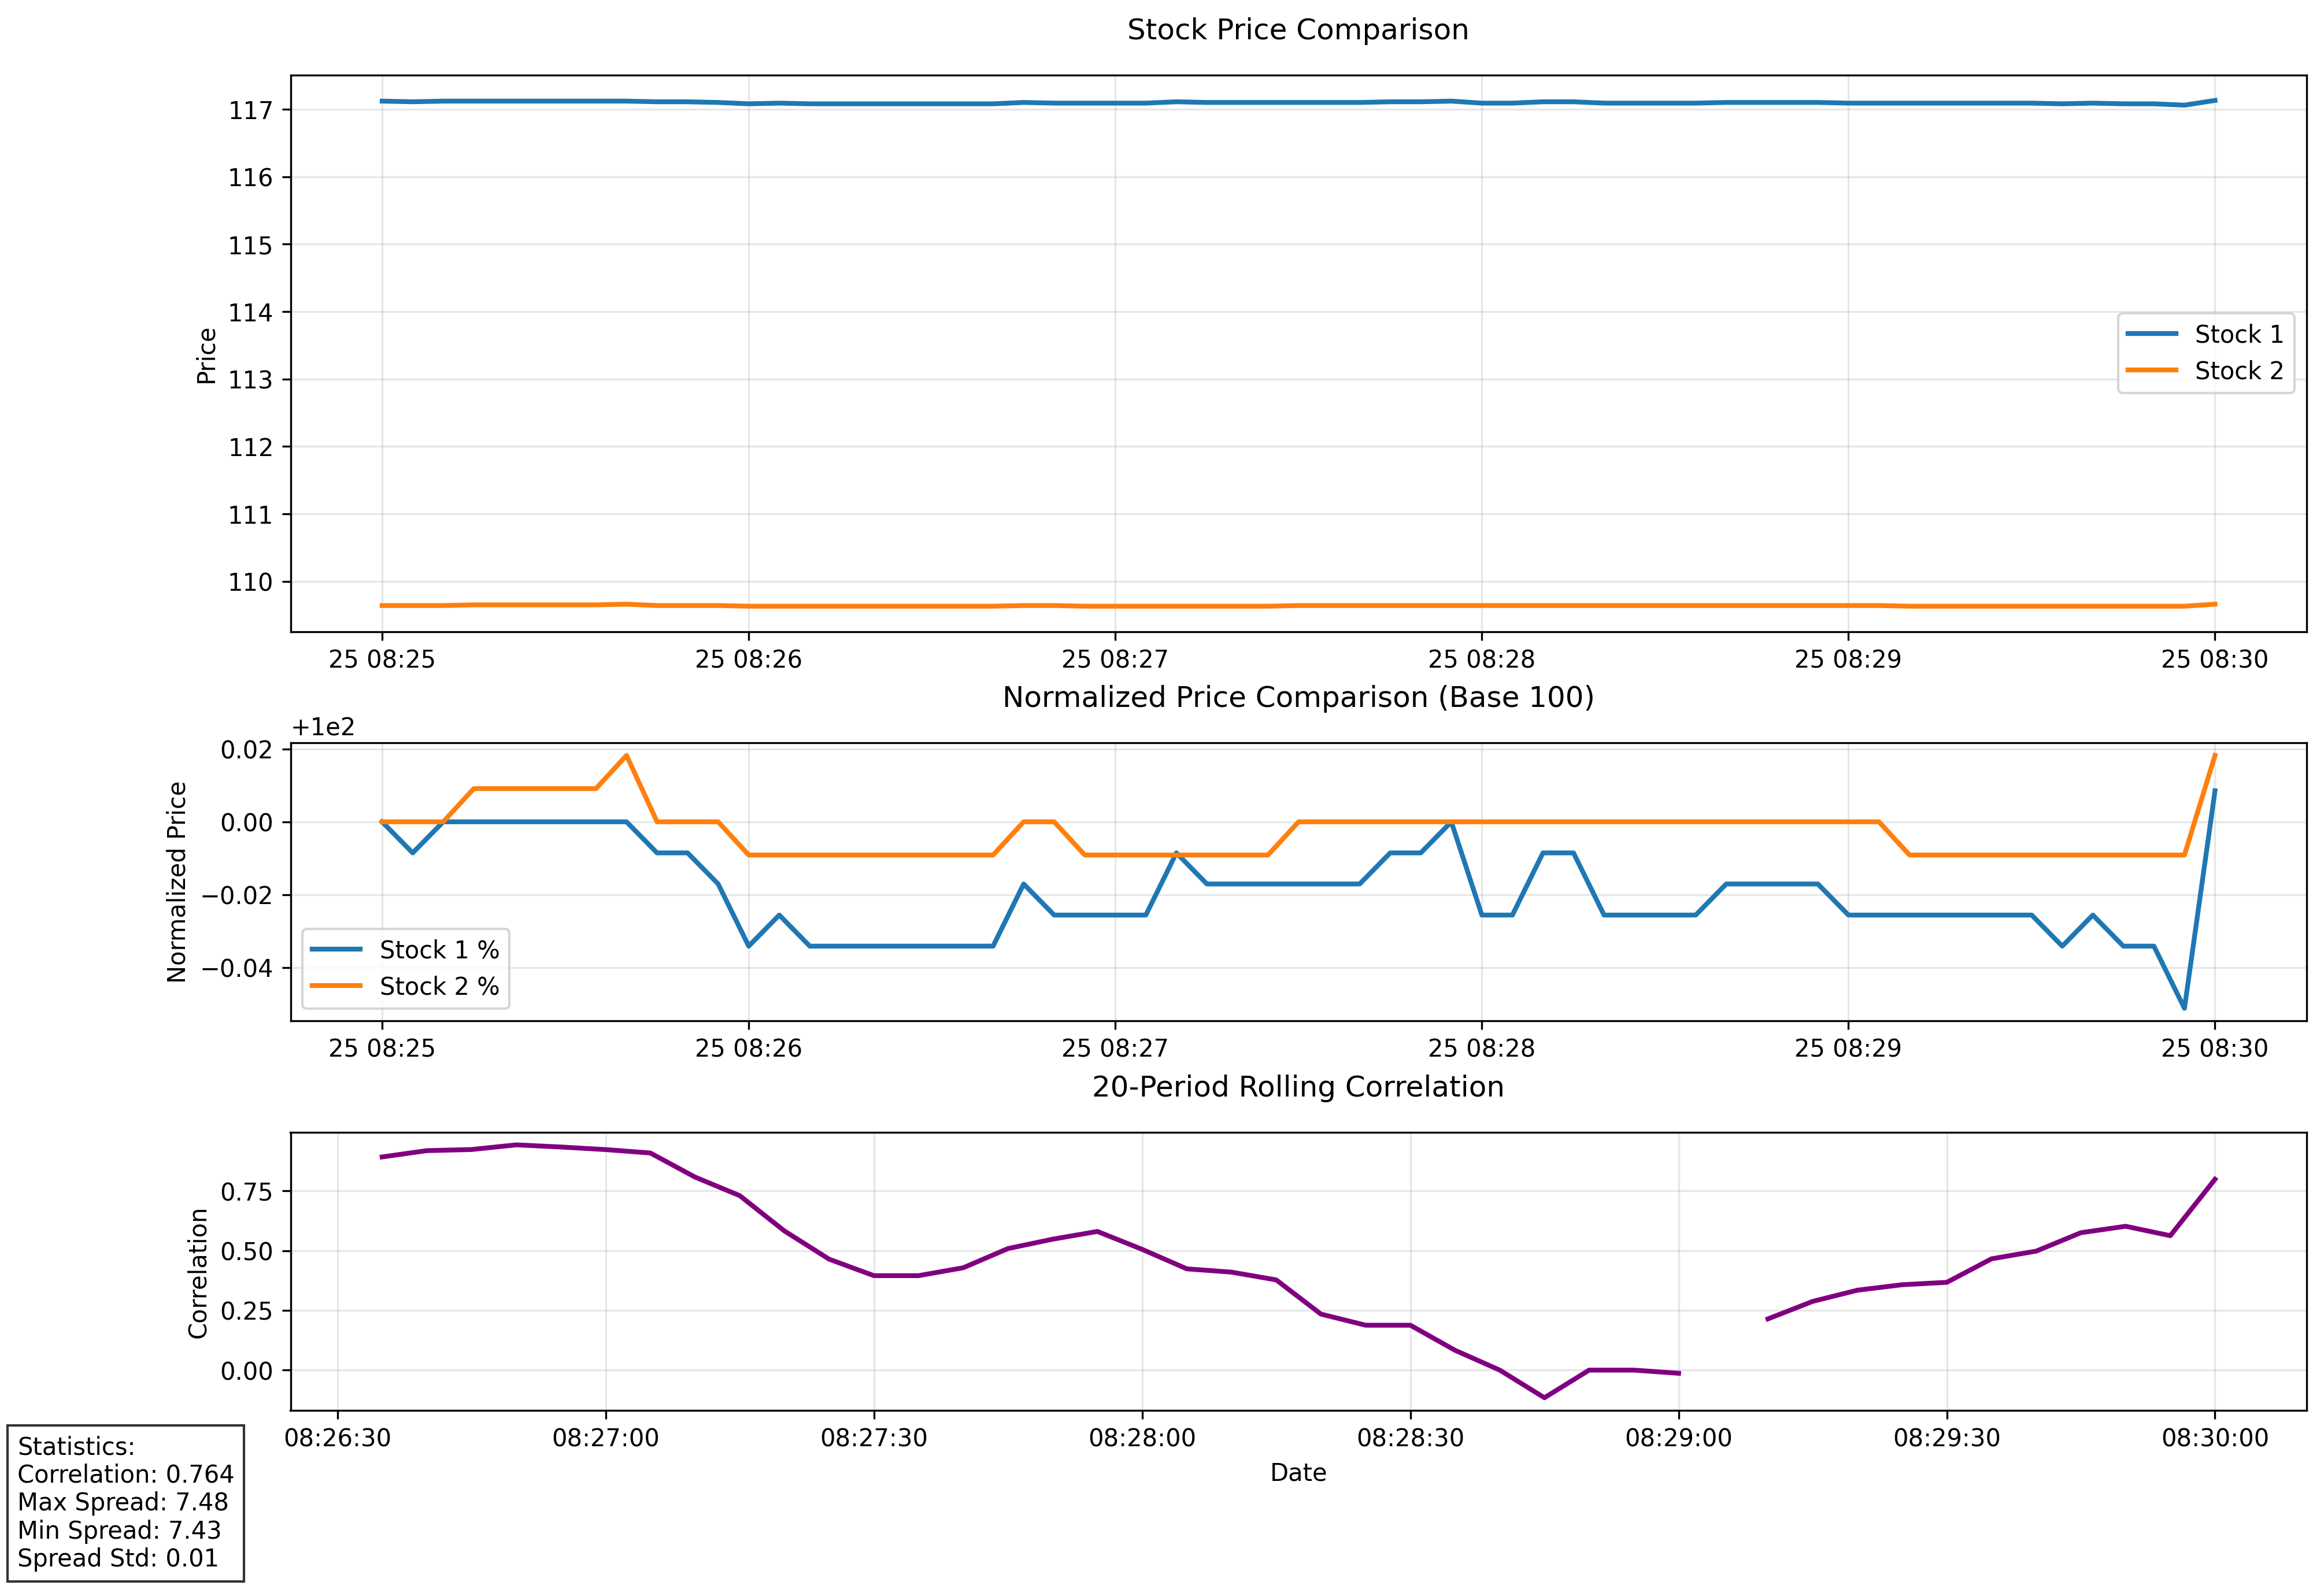 Stock Price Comparison
117
116
115
114
113
112
111
110
Price
Stock 1
Stock 2
25 08:25 25 08:26 25 08:27 25 08:28 25 08:29 25 08:30
Normalized Price Comparison (Base 100)
+1e2
0.02
0.00
−0.02
−0.04
Normalized Price
Stock 1 %
Stock 2 %
25 08:25 25 08:26 25 08:27 25 08:28 25 08:29 25 08:30
20-Period Rolling Correlation
0.75
0.50
0.25
0.00
Correlation
08:26:30 08:27:00 08:27:30 08:28:00 08:28:30 08:29:00 08:29:30 08:30:00
Date
Statistics:
Correlation: 0.764
Max Spread: 7.48
Min Spread: 7.43
Spread Std: 0.01